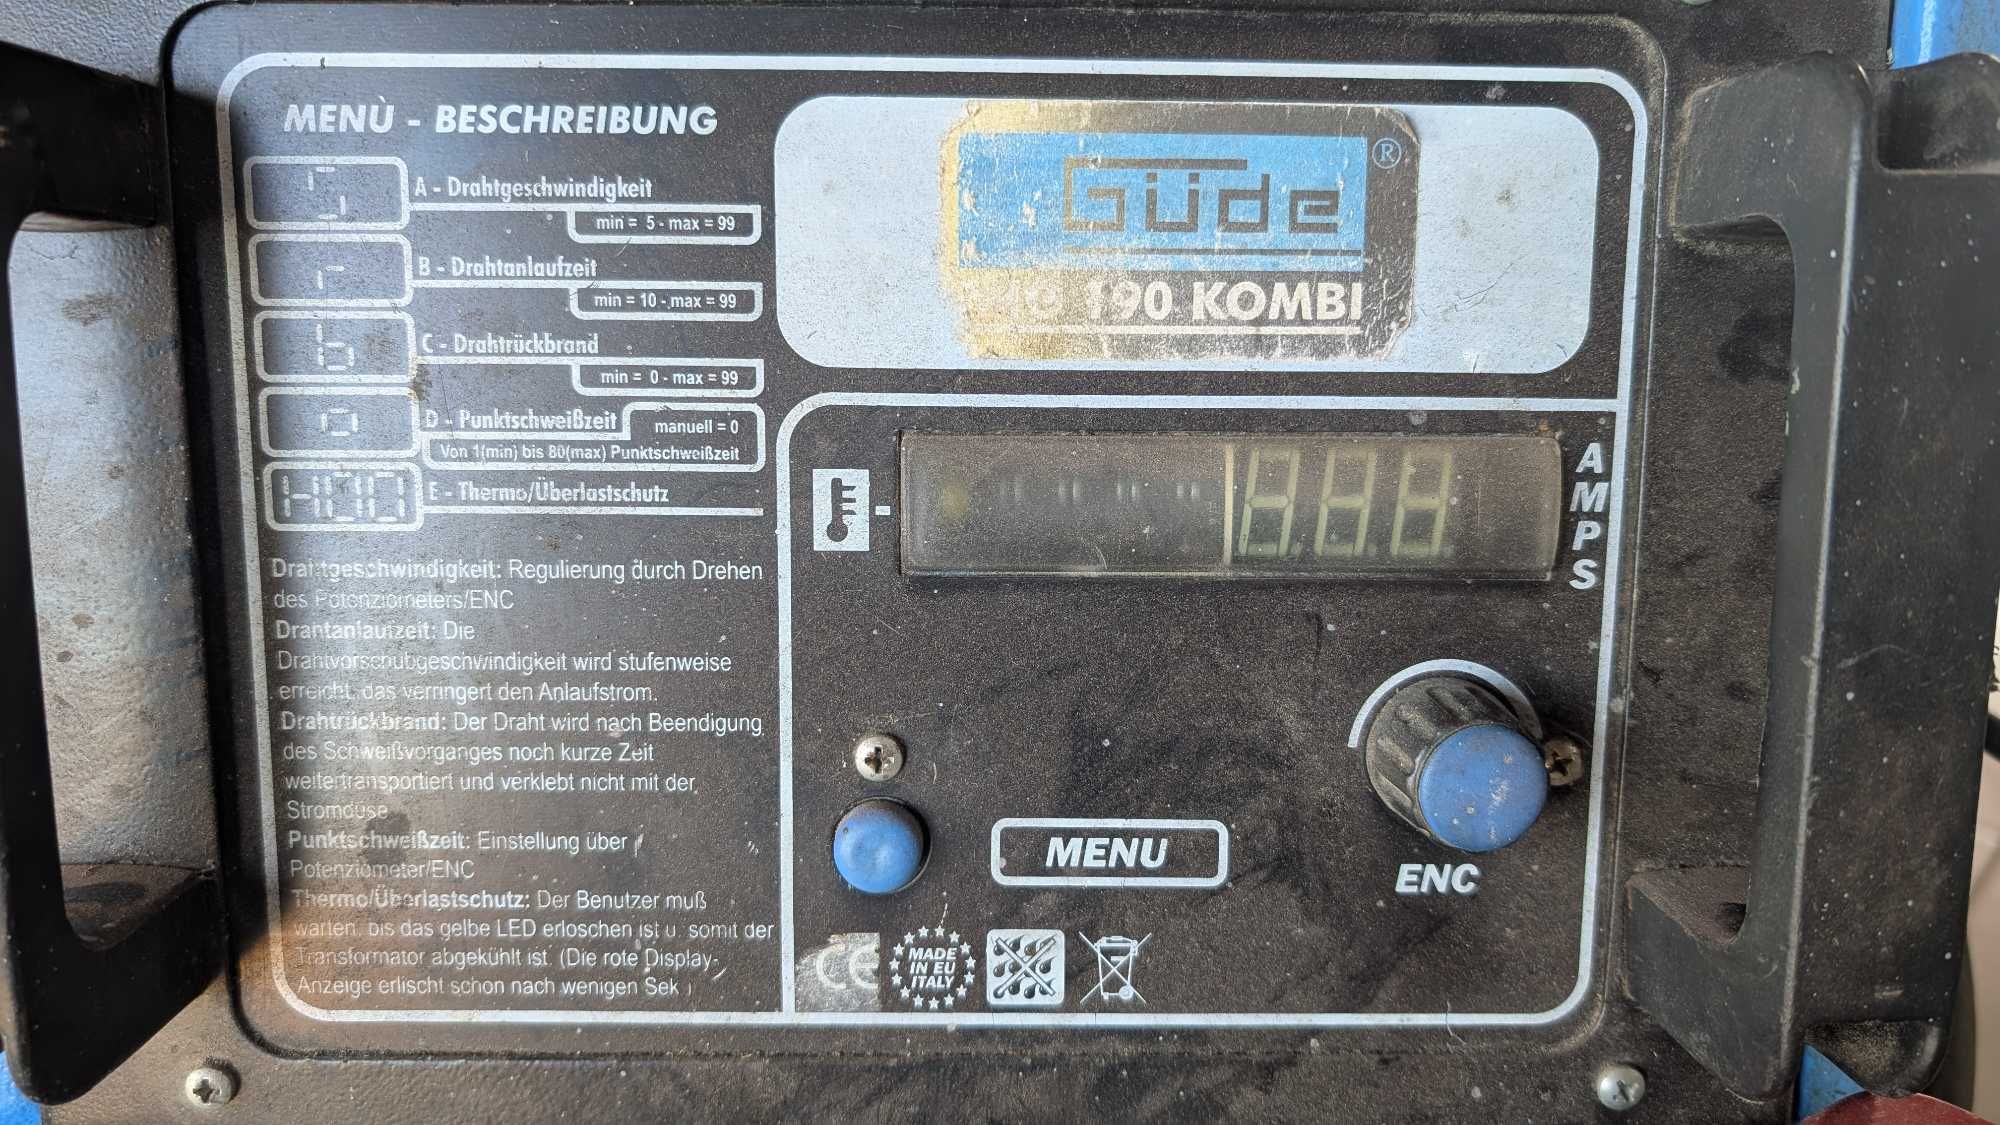 MENÙ - BESCHREIBUNG
A - Drahtgeschwindigkeit
min = 5 - max = 99
r
B - Drahtanlaufzeit
min = 10 - max = 99
b
C - Drahtrückbrand
min = 0 - max = 99
o
D - Punktschweißzeit
manuell = 0
Von 1(min) bis 80(max) Punktschweißzeit
H00
E - Thermo/Überlastschutz
Drahtgeschwindigkeit: Regulierung durch Drehen
des Potenziometers/ENC
Drahtanlaufzeit: Die
Drahtvorschubgeschwindigkeit wird stufenweise
erreicht, das verringert den Anlaufstrom.
Drahtrückbrand: Der Draht wird nach Beendigung
des Schweißvorganges noch kurze Zeit
weitertransportiert und verklebt nicht mit der
Stromdüse
Punktschweißzeit: Einstellung über
Potenziometer/ENC
Thermo/Überlastschutz: Der Benutzer muß
warten, bis das gelbe LED erloschen ist u. somit der
Transformator abgekühlt ist. (Die rote Display-
Anzeige erlischt schon nach wenigen Sek
Güde ®
190 KOMBI
AMPS
MENU
ENC
CE
MADE
IN EU
ITALY